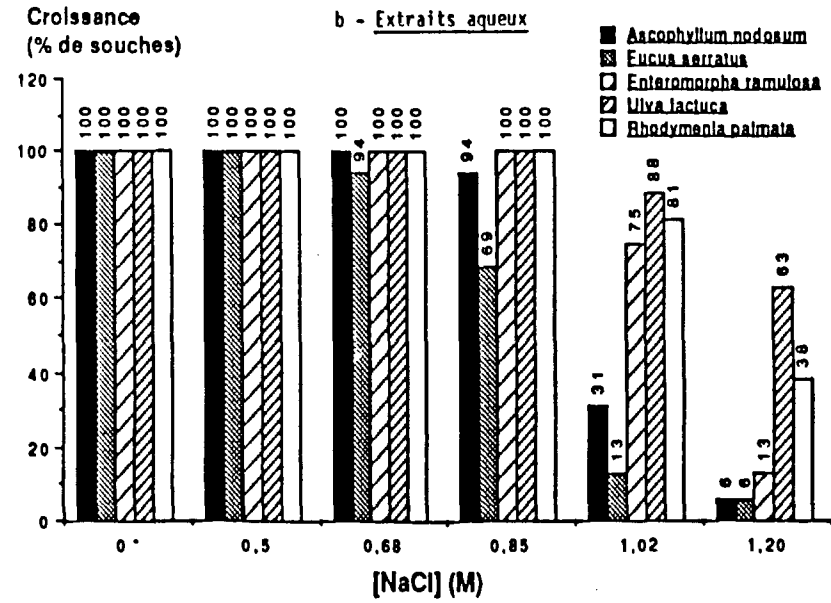 Croissance
(% de souches)
b - Extraits aqueux
Ascophyllum nodosum
Fucus serratus
Enteromorpha ramulosa
Ulva lactuca
Rhodymenia palmata
120
100
80
60
40
20
0
100 100 100 100 100
100 100 100 100 100
100 94 100 100 100
94 69 100 100 100
31 13 75 88 81
6 6 13 63 38
0 * 0,5 0,68 0,85 1,02 1,20
[NaCl] (M)